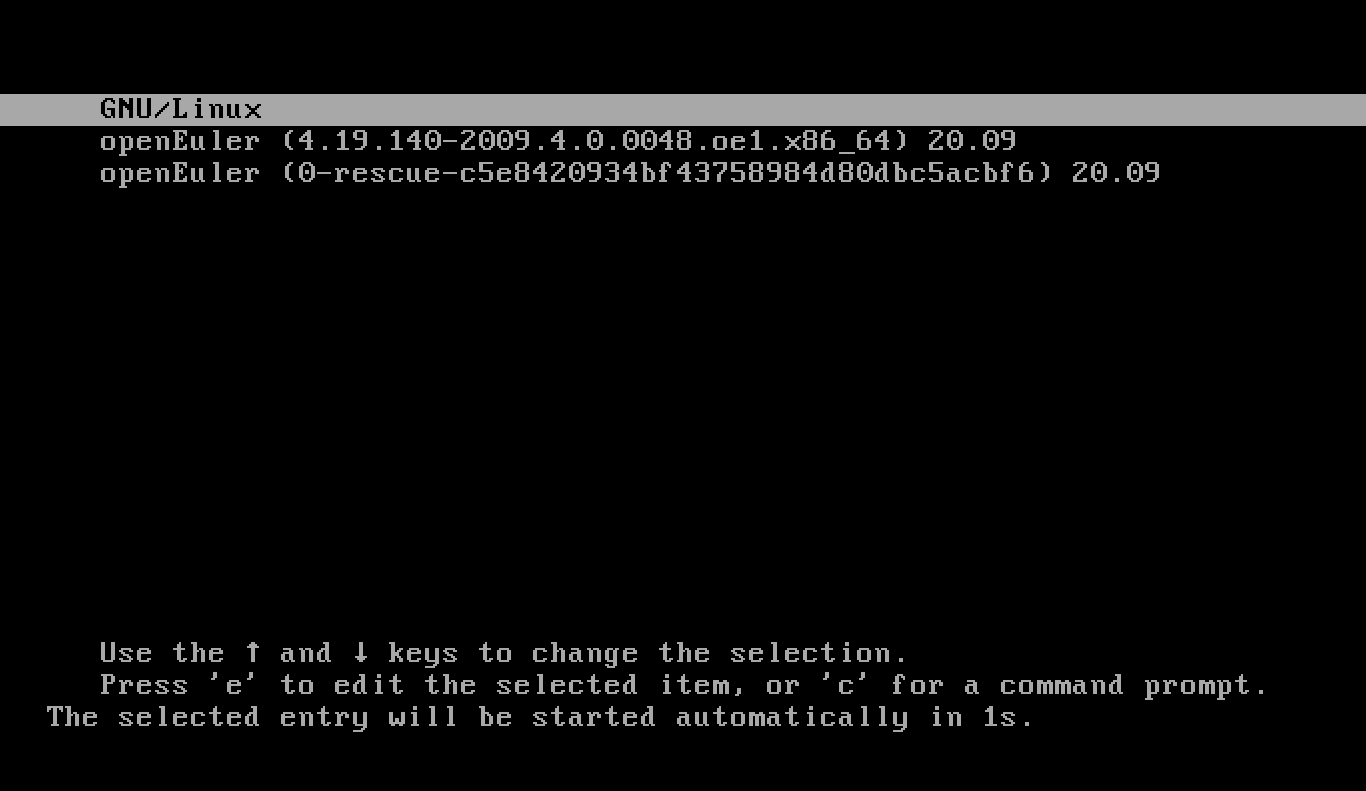 GNU/Linux
openEuler (4.19.140-2009.4.0.0048.oe1.x86_64) 20.09
openEuler (0-rescue-c5e8420934bf43758984d80dbc5acbf6) 20.09
Use the ↑ and ↓ keys to change the selection.
Press 'e' to edit the selected item, or 'c' for a command prompt.
The selected entry will be started automatically in 1s.